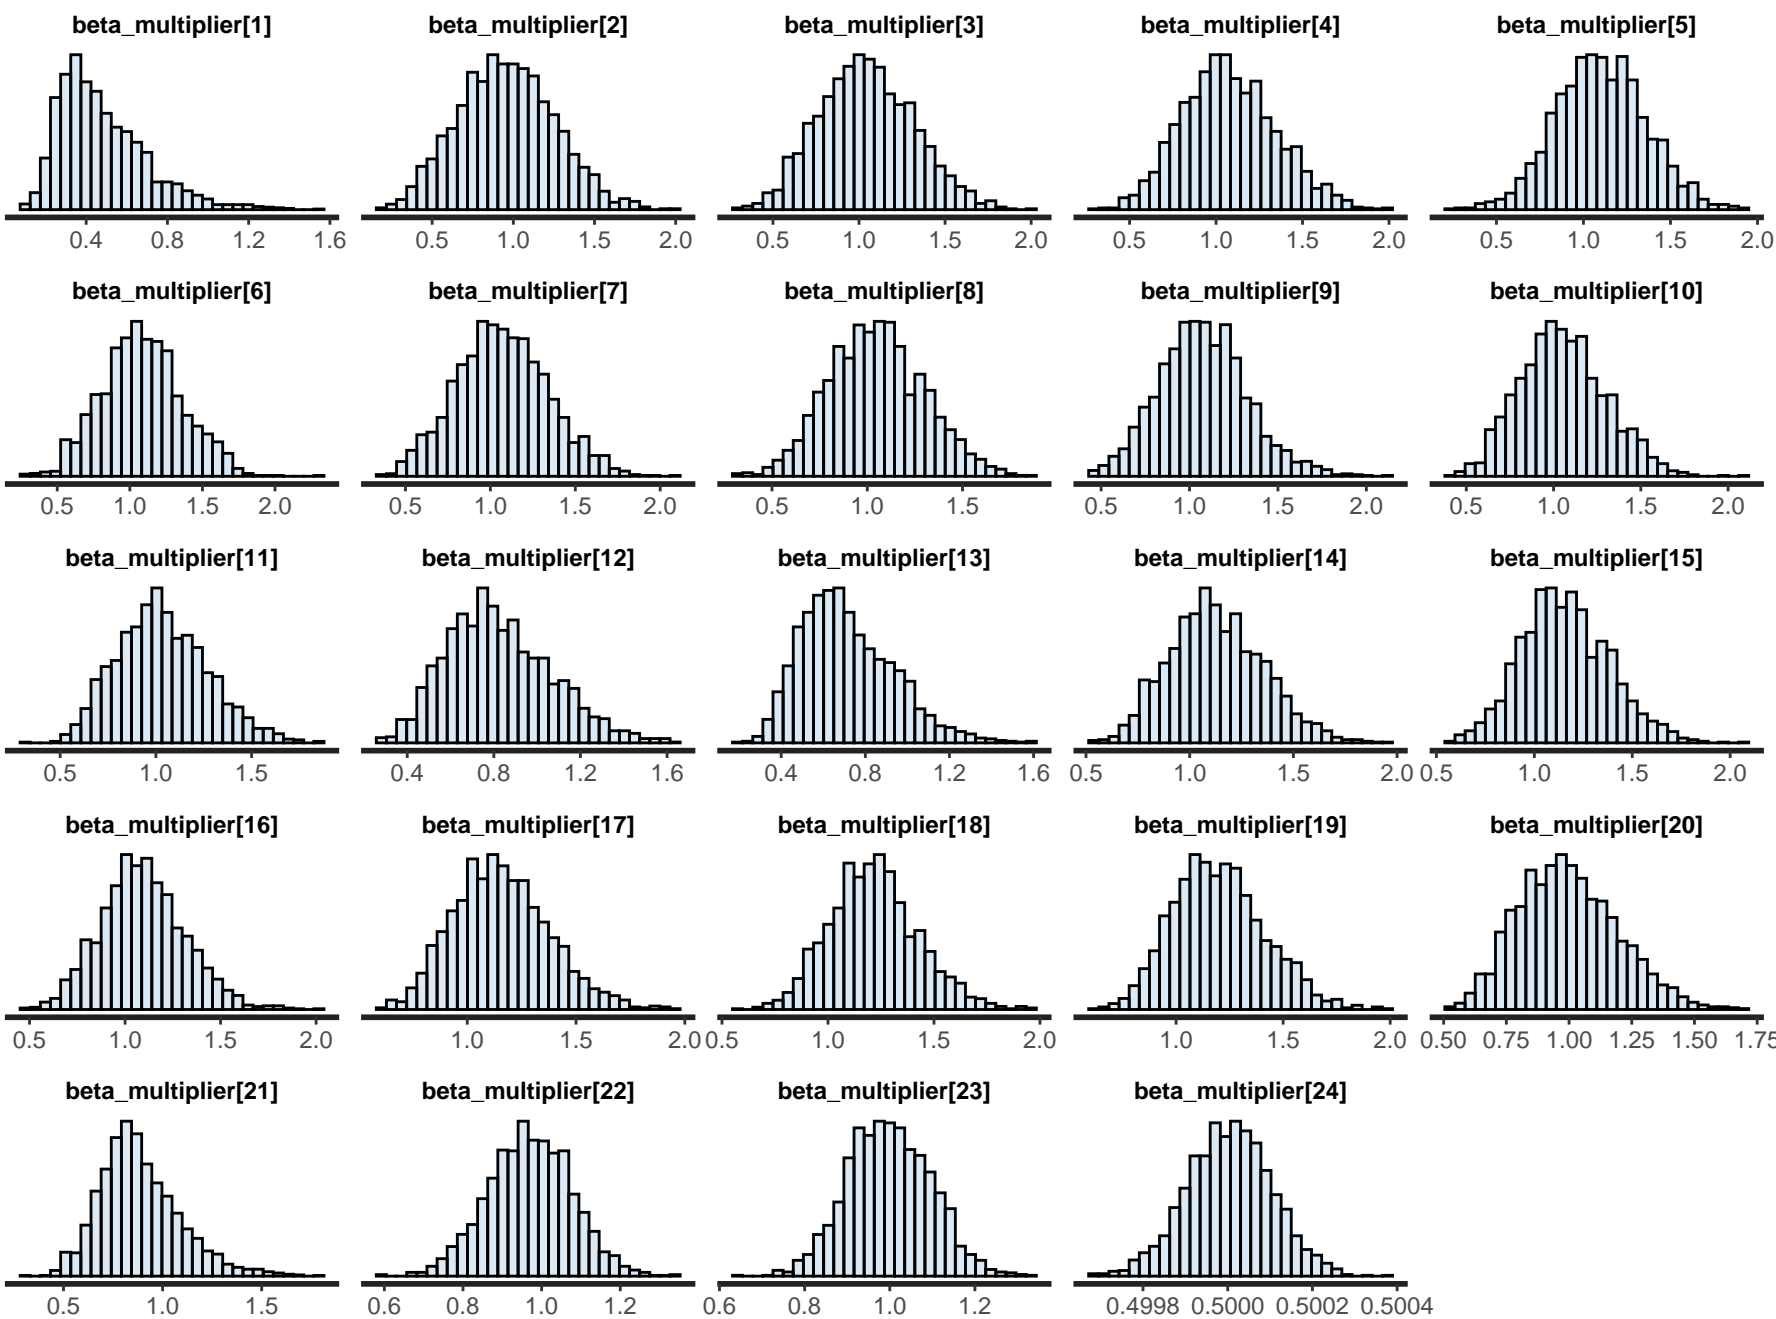 beta_multiplier[1] beta_multiplier[2] beta_multiplier[3] beta_multiplier[4] beta_multiplier[5]
0.4 0.8 1.2 1.6 0.5 1.0 1.5 2.0 0.5 1.0 1.5 2.0 0.5 1.0 1.5 2.0 0.5 1.0 1.5 2.0
beta_multiplier[6] beta_multiplier[7] beta_multiplier[8] beta_multiplier[9] beta_multiplier[10]
0.5 1.0 1.5 2.0 0.5 1.0 1.5 2.0 0.5 1.0 1.5 0.5 1.0 1.5 2.0 0.5 1.0 1.5 2.0
beta_multiplier[11] beta_multiplier[12] beta_multiplier[13] beta_multiplier[14] beta_multiplier[15]
0.5 1.0 1.5 0.4 0.8 1.2 1.6 0.4 0.8 1.2 1.6 0.5 1.0 1.5 2.0 0.5 1.0 1.5 2.0
beta_multiplier[16] beta_multiplier[17] beta_multiplier[18] beta_multiplier[19] beta_multiplier[20]
0.5 1.0 1.5 2.0 1.0 1.5 2.0 0.5 1.0 1.5 2.0 1.0 1.5 2.0 0.50 0.75 1.00 1.25 1.50 1.75
beta_multiplier[21] beta_multiplier[22] beta_multiplier[23] beta_multiplier[24]
0.5 1.0 1.5 0.6 0.8 1.0 1.2 0.6 0.8 1.0 1.2 0.4998 0.5000 0.5002 0.5004